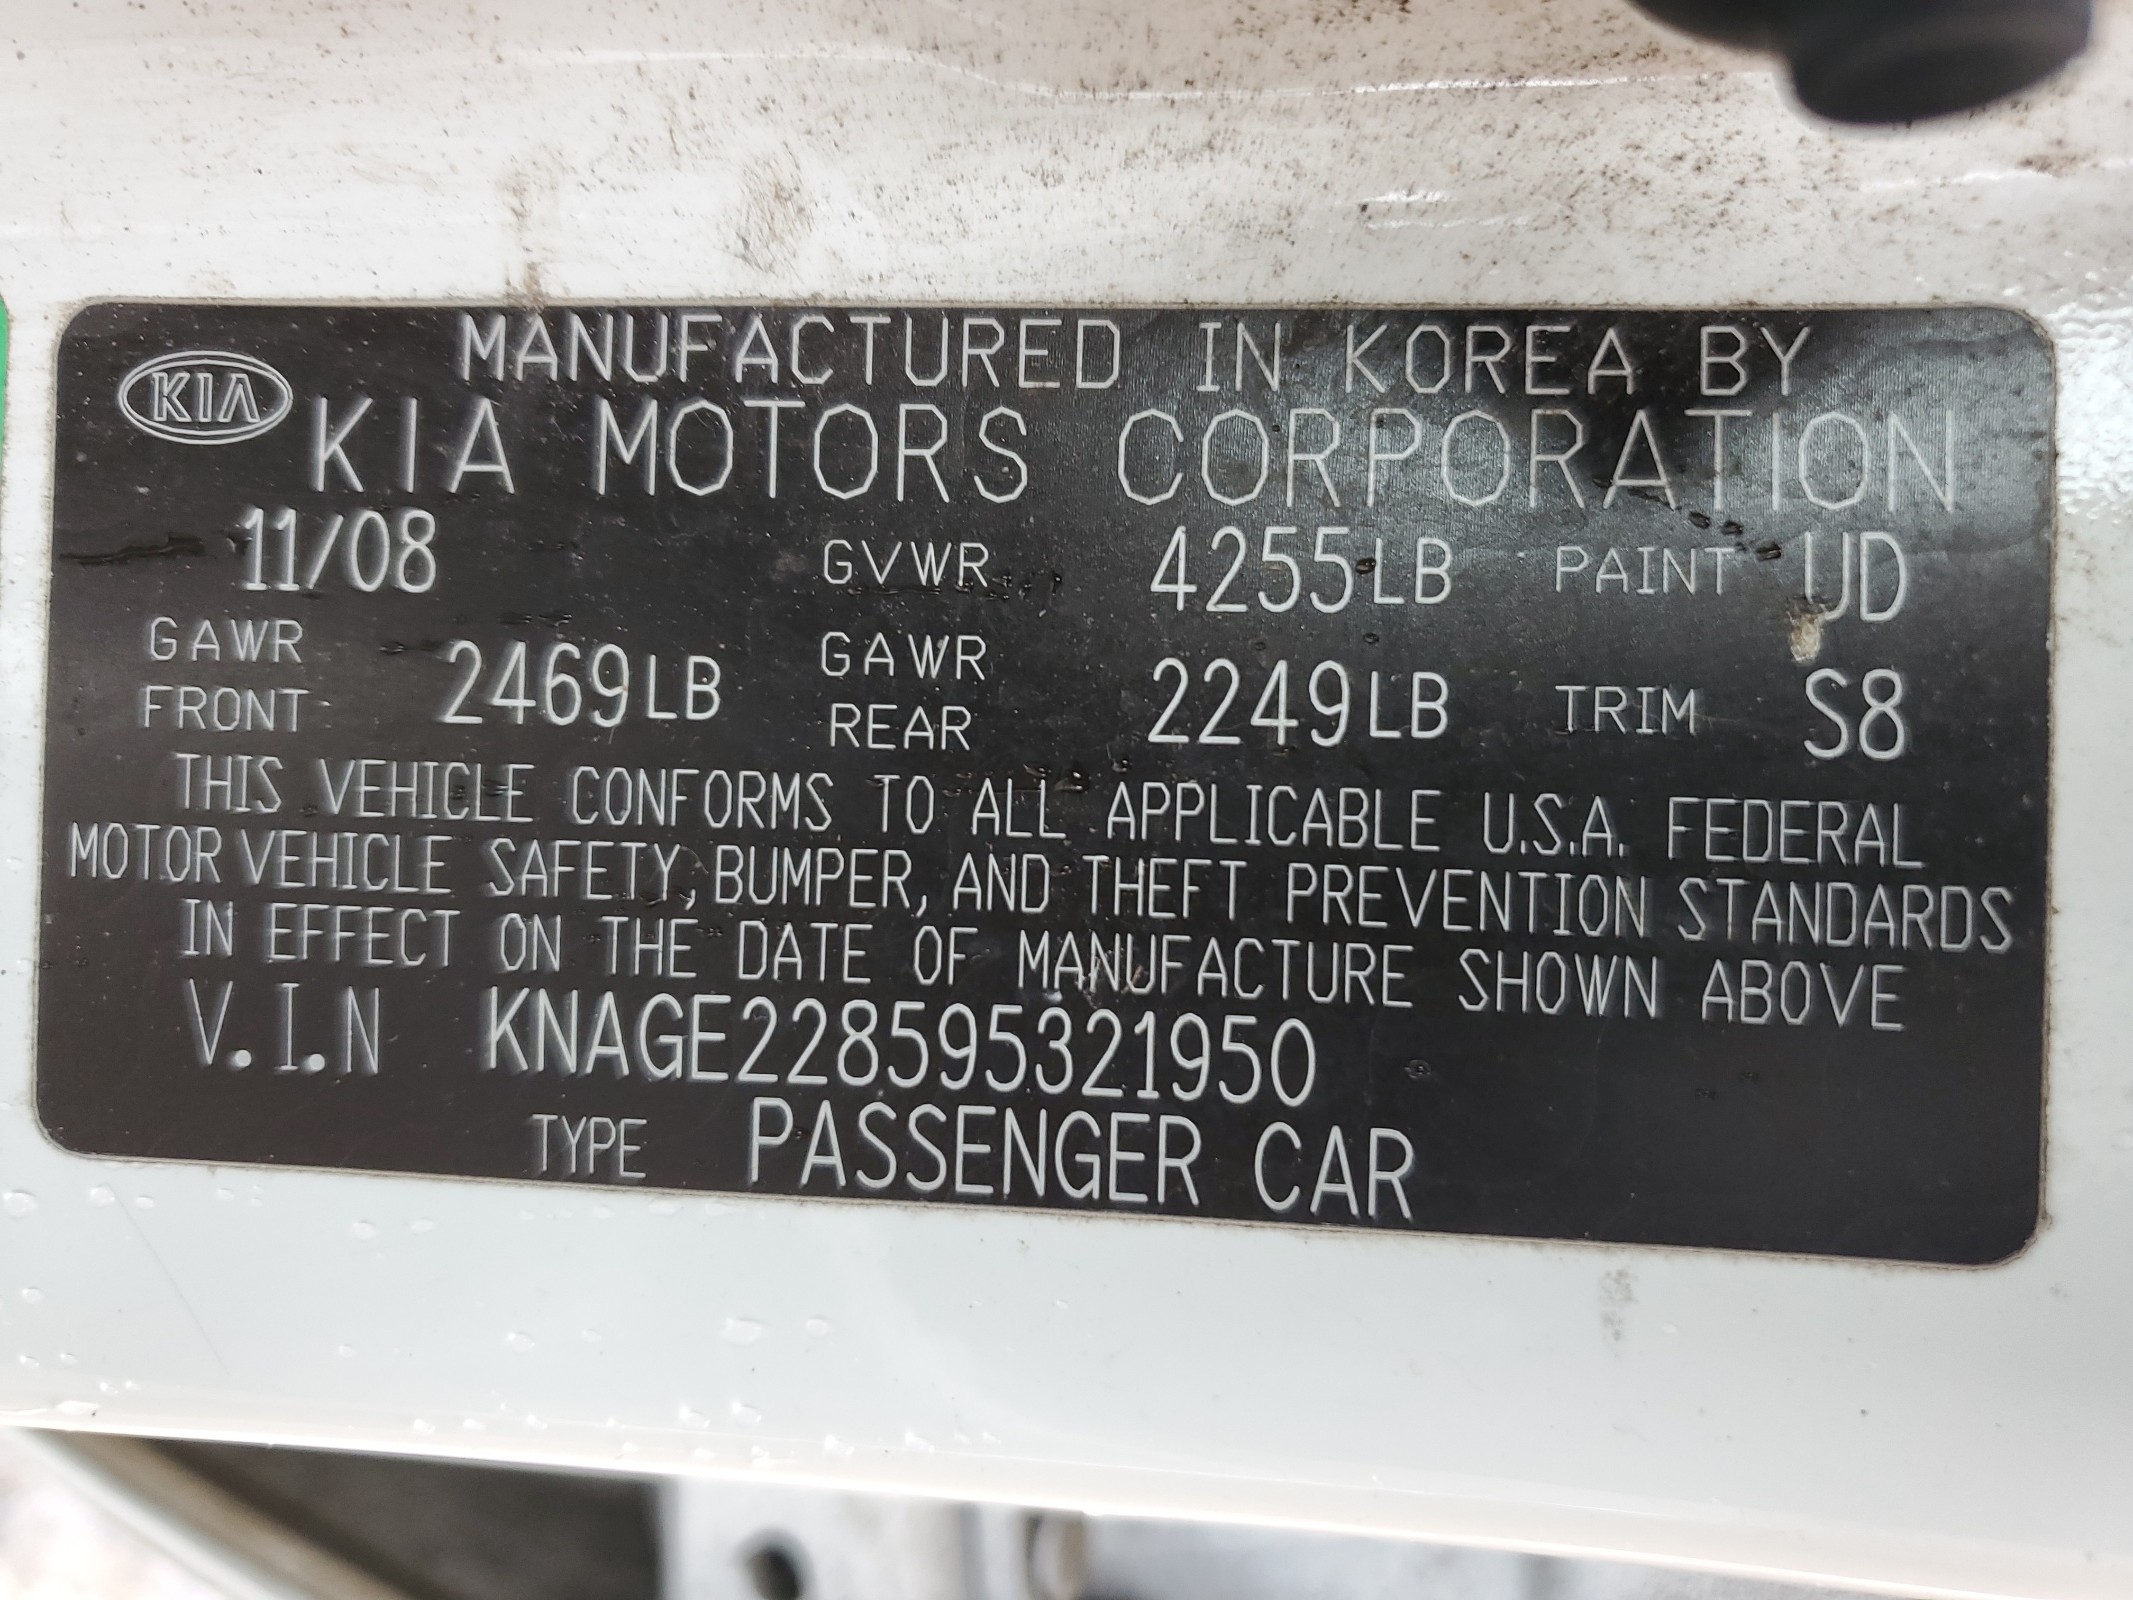 MANUFACTURED IN KOREA BY
KIA KIA MOTORS CORPORATION
11/08 GVWR 4255LB PAINT UD
GAWR FRONT 2469LB GAWR REAR 2249LB TRIM S8
THIS VEHICLE CONFORMS TO ALL APPLICABLE U.S.A. FEDERAL
MOTOR VEHICLE SAFETY, BUMPER, AND THEFT PREVENTION STANDARDS
IN EFFECT ON THE DATE OF MANUFACTURE SHOWN ABOVE
V.I.N KNAGE228595321950
TYPE PASSENGER CAR